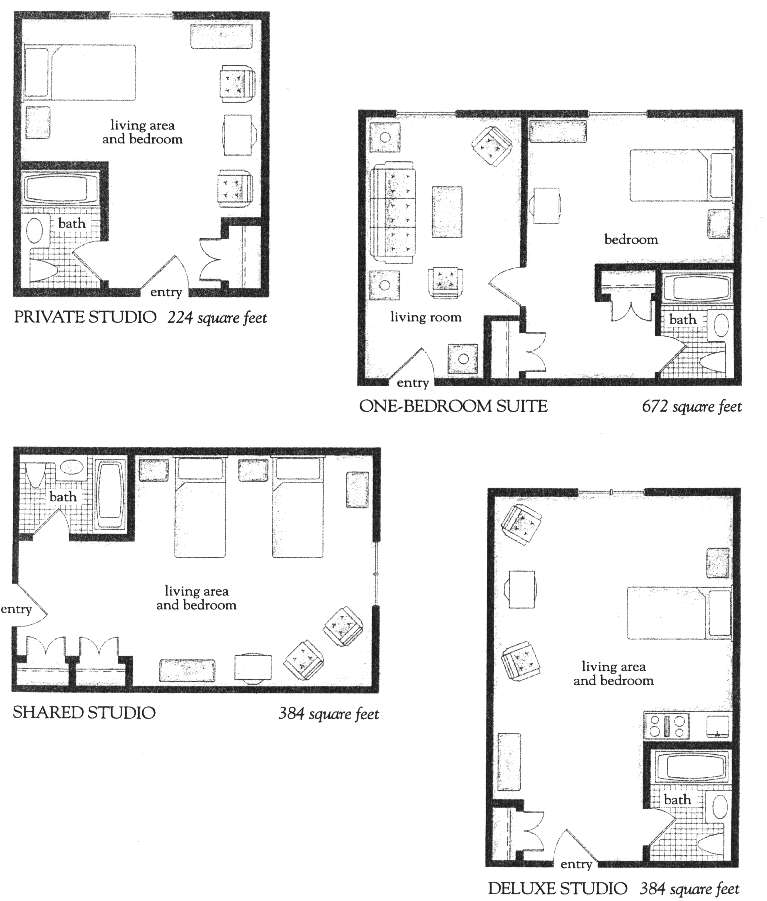 living area
and bedroom
bath
entry
PRIVATE STUDIO 224 square feet
bedroom
living room
bath
entry
ONE-BEDROOM SUITE 672 square feet
bath
living area
and bedroom
entry
SHARED STUDIO 384 square feet
living area
and bedroom
bath
entry
DELUXE STUDIO 384 square feet